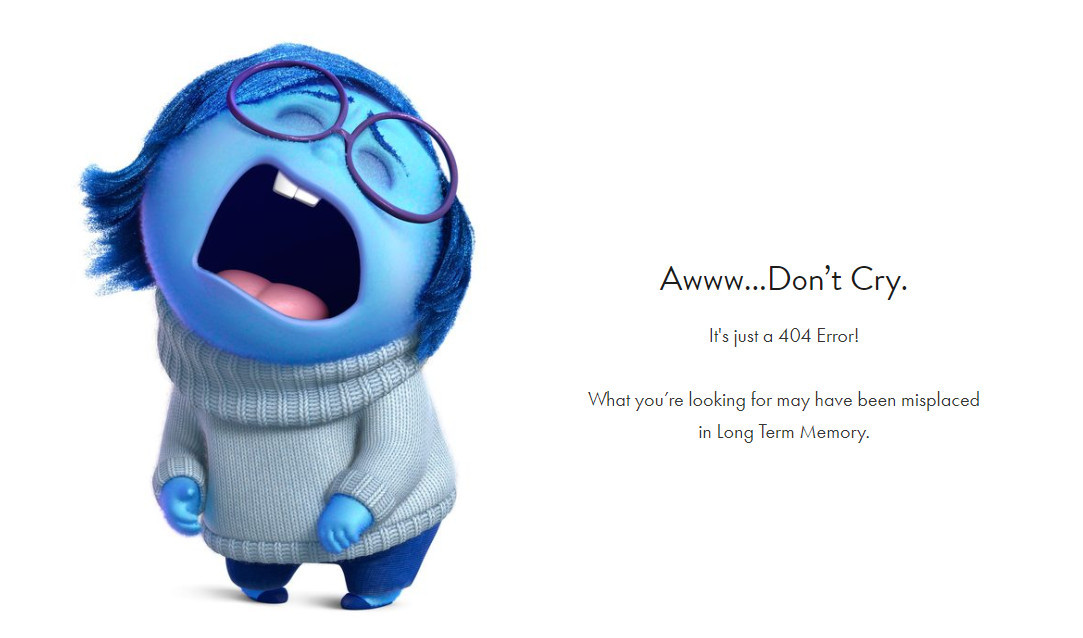 Awww...Don’t Cry.
It's just a 404 Error!
What you’re looking for may have been misplaced
in Long Term Memory.